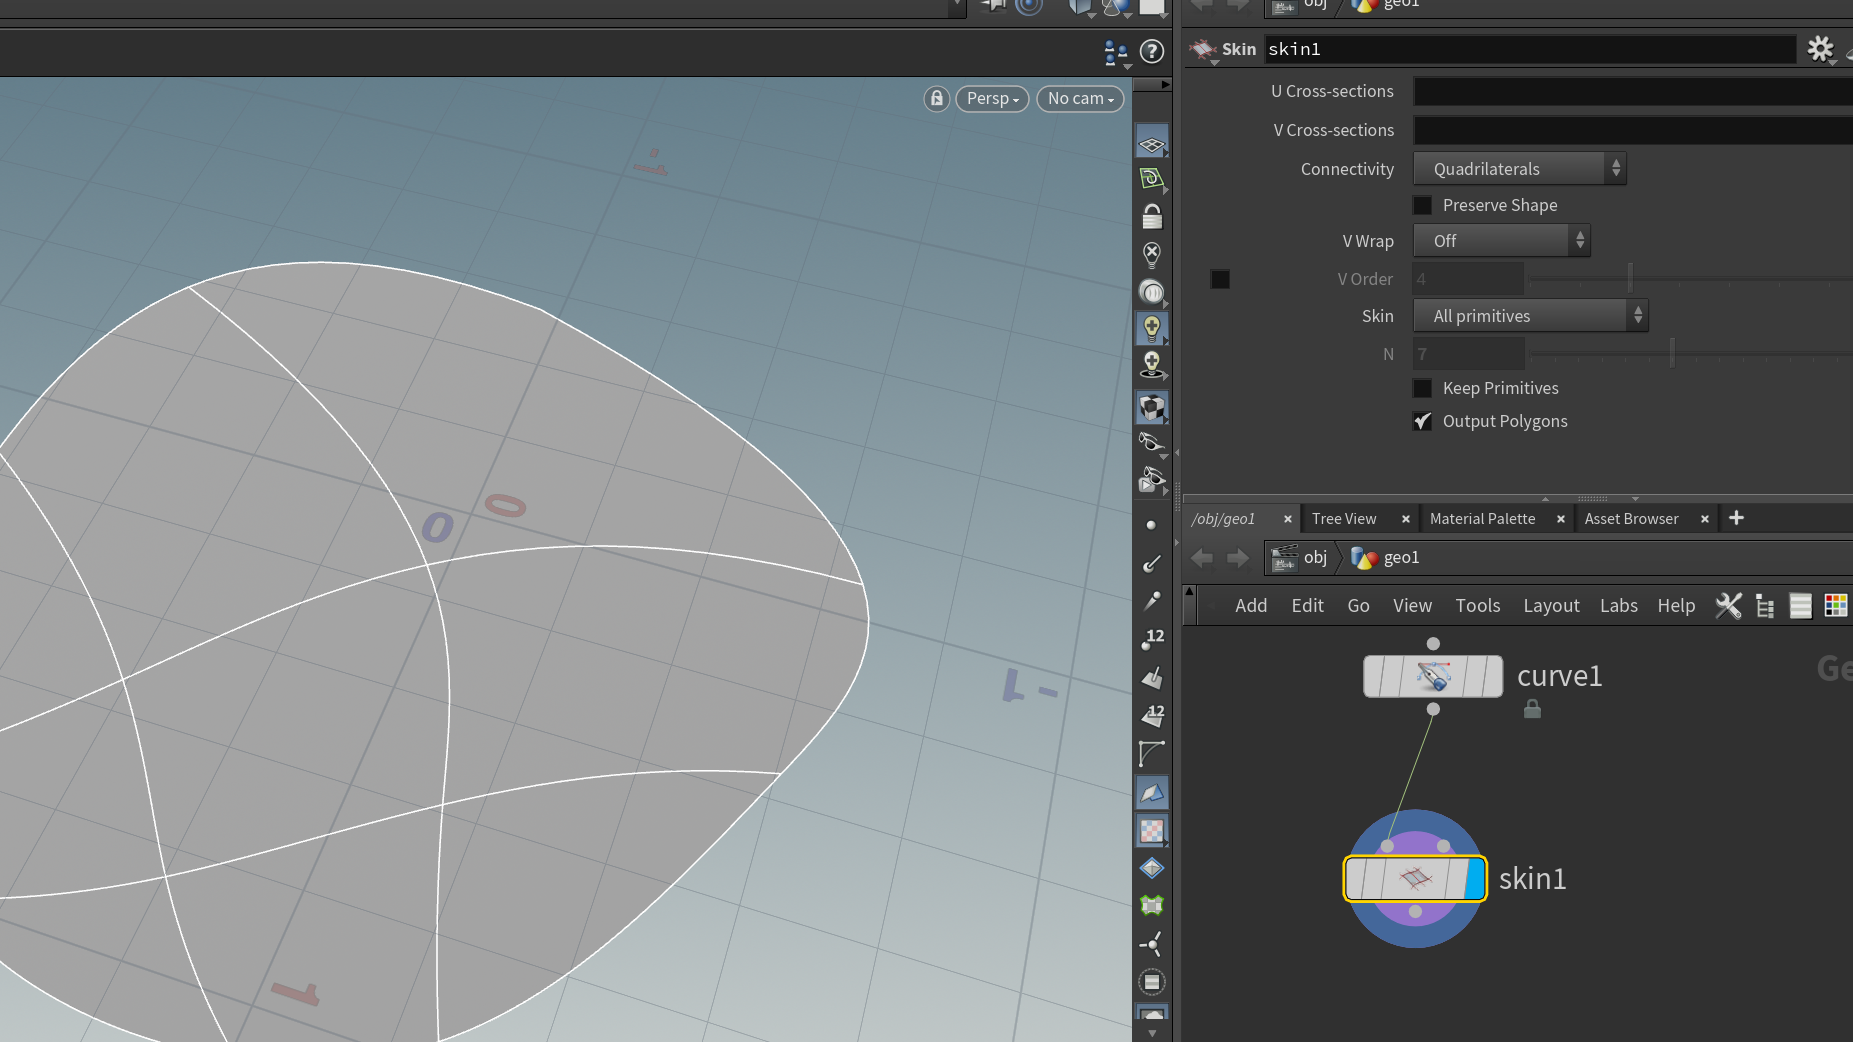 obj geo1
Skin skin1
?
Persp No cam
U Cross-sections
V Cross-sections
Connectivity Quadrilaterals
Preserve Shape
V Wrap Off
V Order 4
Skin All primitives
N 7
Keep Primitives
Output Polygons
-1
0 0
-1
1
12
12
/obj/geo1 × Tree View × Material Palette × Asset Browser × +
obj geo1
Add Edit Go View Tools Layout Labs Help
Ge
curve1
skin1